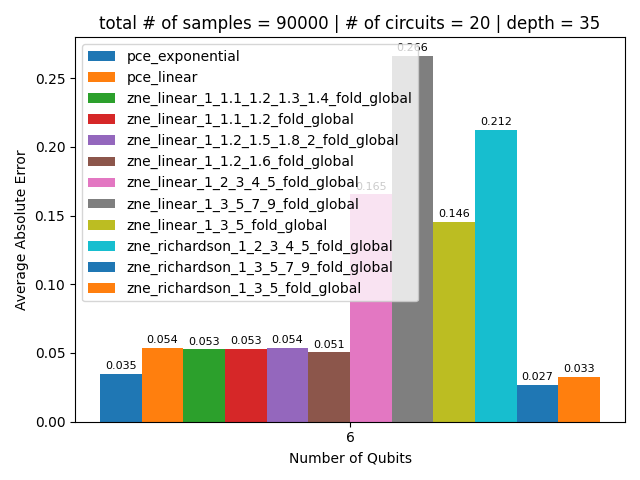 total # of samples = 90000 | # of circuits = 20 | depth = 35
Average Absolute Error
0.25
0.20
0.15
0.10
0.05
0.00
pce_exponential
pce_linear
zne_linear_1_1.1_1.2_1.3_1.4_fold_global
zne_linear_1_1.1_1.2_fold_global
zne_linear_1_1.2_1.5_1.8_2_fold_global
zne_linear_1_1.2_1.6_fold_global
zne_linear_1_2_3_4_5_fold_global
zne_linear_1_3_5_7_9_fold_global
zne_linear_1_3_5_fold_global
zne_richardson_1_2_3_4_5_fold_global
zne_richardson_1_3_5_7_9_fold_global
zne_richardson_1_3_5_fold_global
0.035
0.054
0.053
0.053
0.054
0.051
0.165
0.266
0.146
0.212
0.027
0.033
6
Number of Qubits